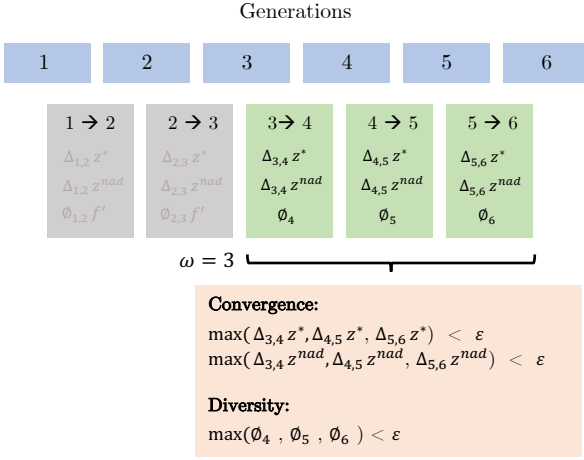 Generations
1 2 3 4 5 6
1 → 2 2 → 3 3→ 4 4 → 5 5 → 6
Δ₁,₂ z* Δ₂,₃ z* Δ₃,₄ z* Δ₄,₅ z* Δ₅,₆ z*
Δ₁,₂ z^nad Δ₂,₃ z^nad Δ₃,₄ z^nad Δ₄,₅ z^nad Δ₅,₆ z^nad
∅₁,₂ f′ ∅₂,₃ f′ ∅₄ ∅₅ ∅₆
ω = 3
Convergence:
max( Δ₃,₄ z*, Δ₄,₅ z*, Δ₅,₆ z*) < ε
max( Δ₃,₄ z^nad, Δ₄,₅ z^nad, Δ₅,₆ z^nad) < ε
Diversity:
max(∅₄ , ∅₅ , ∅₆ ) < ε